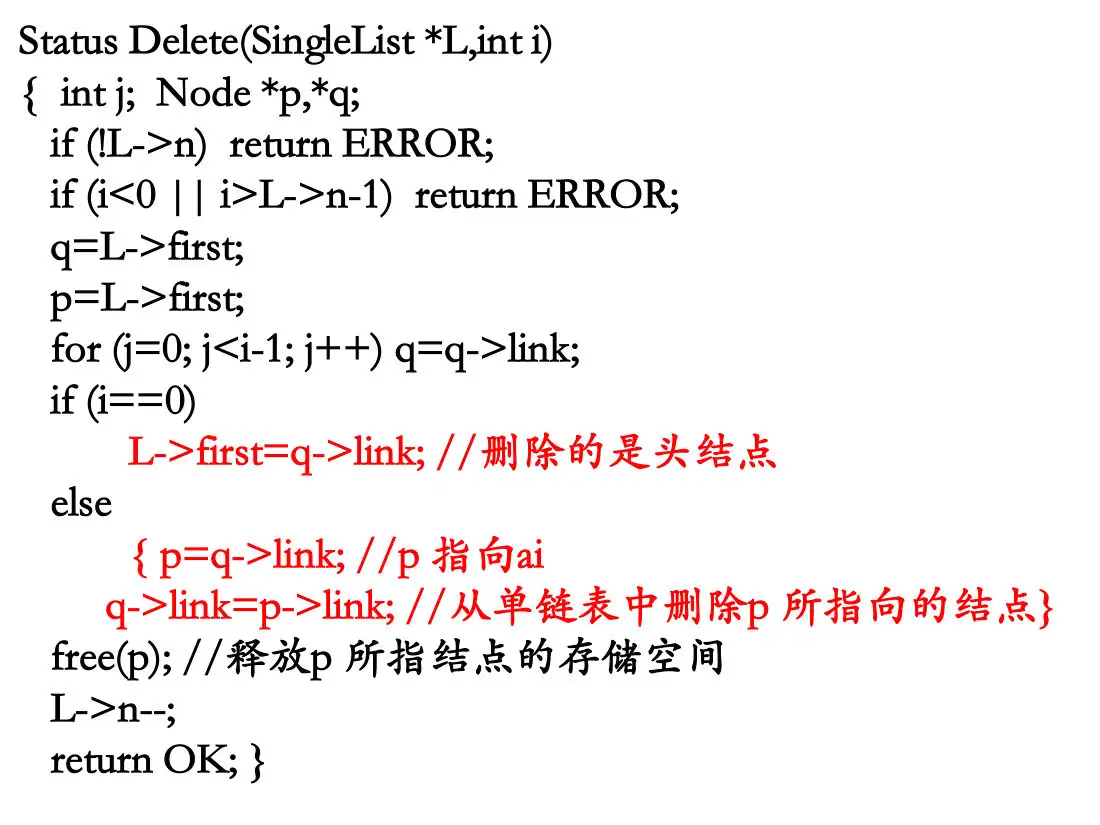 Status Delete(SingleList *L,int i)
{ int j; Node *p,*q;
if (!L->n) return ERROR;
if (i<0 || i>L->n-1) return ERROR;
q=L->first;
p=L->first;
for (j=0; j<i-1; j++) q=q->link;
if (i==0)
L->first=q->link; //删除的是头结点
else
{ p=q->link; //p 指向ai
q->link=p->link; //从单链表中删除p 所指向的结点}
free(p); //释放p 所指结点的存储空间
L->n--;
return OK; }